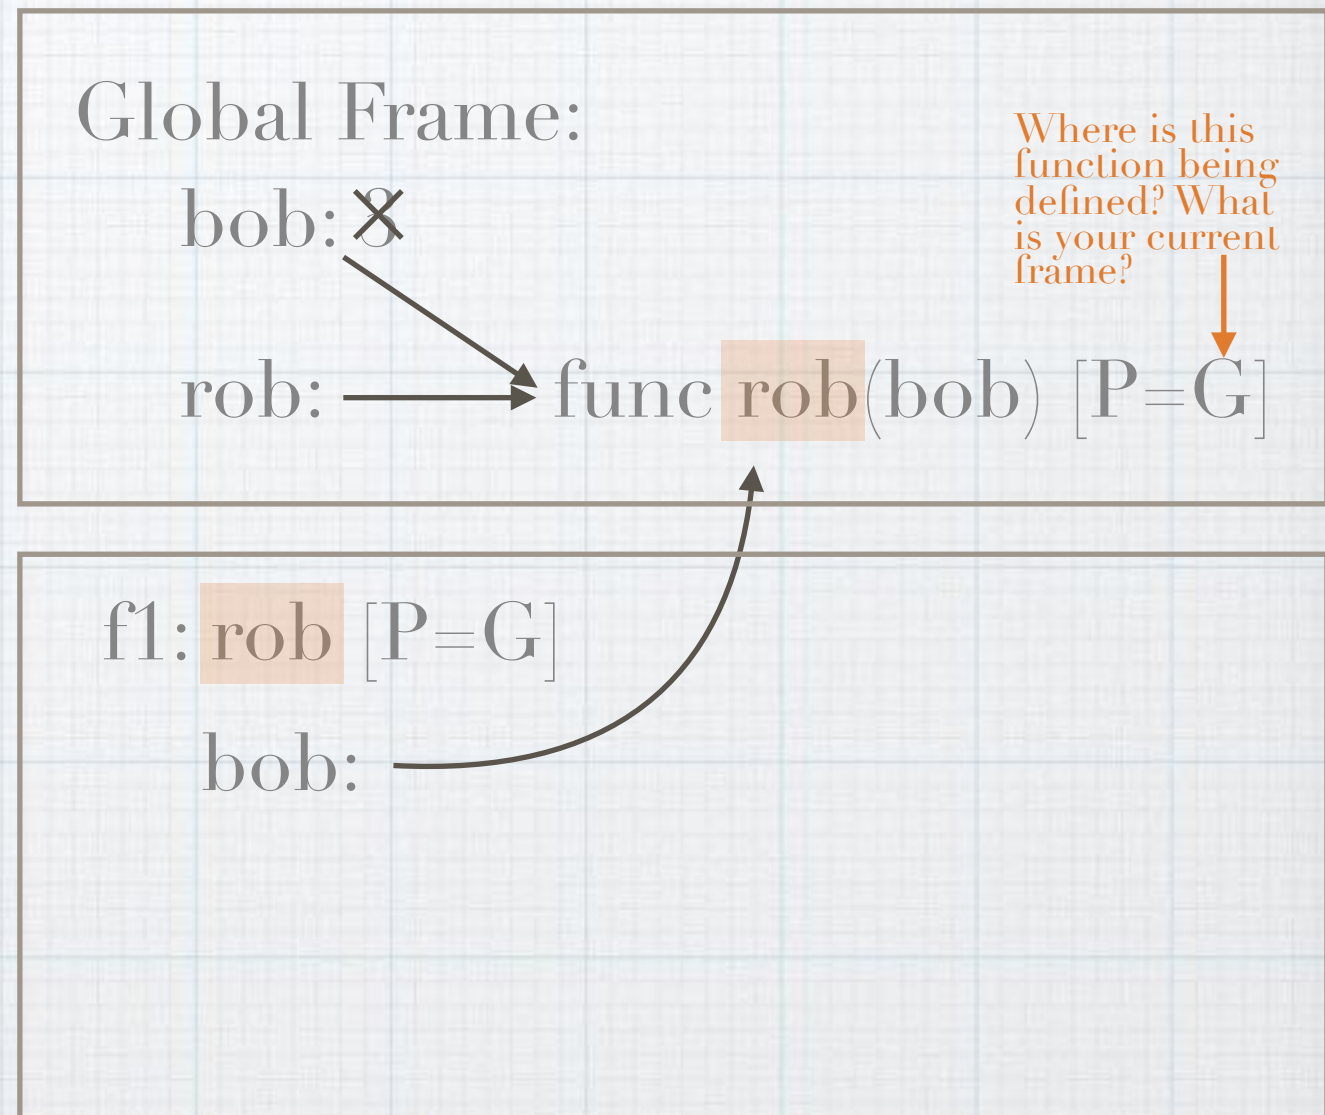 Global Frame:
Where is this
function being
defined? What
is your current
frame?
bob: 3
rob:
func rob(bob) [P=G]
f1: rob [P=G]
bob: